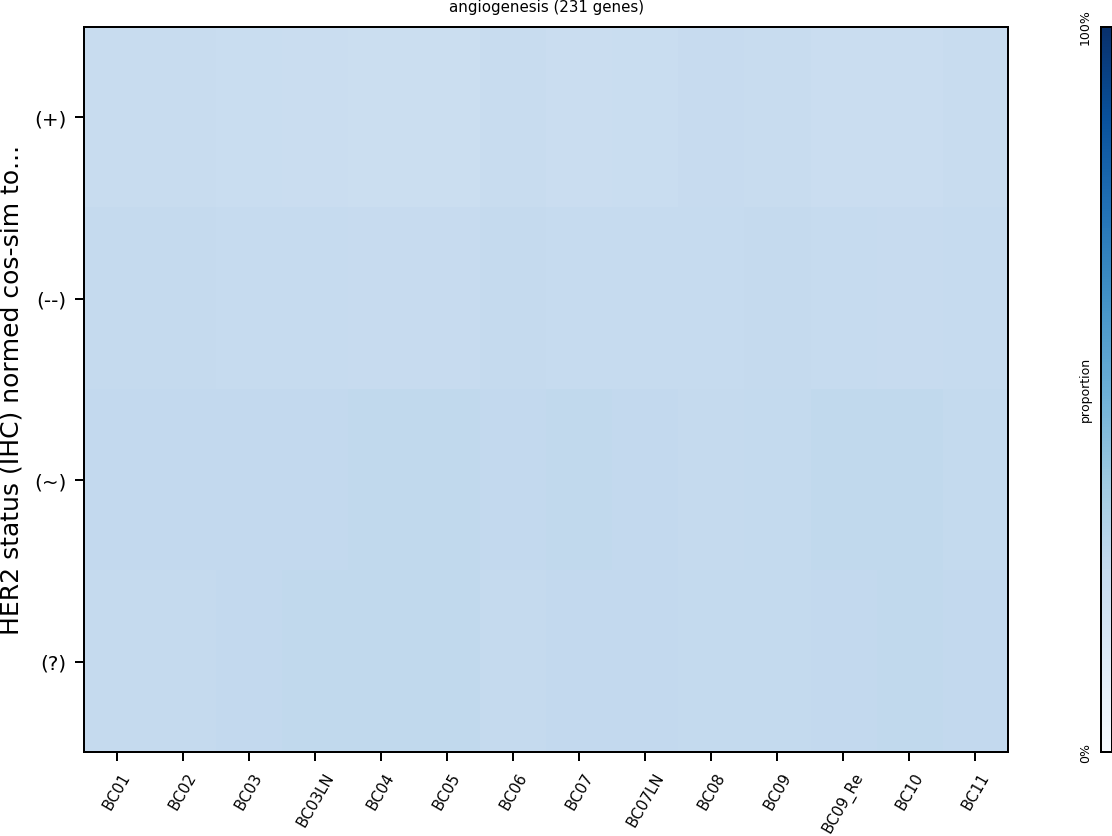 angiogenesis (231 genes)
HER2 status (IHC) normed cos-sim to...
(+)
(--)
(~)
(?)
BC01
BC02
BC03
BC03LN
BC04
BC05
BC06
BC07
BC07LN
BC08
BC09
BC09_Re
BC10
BC11
100%
proportion
0%